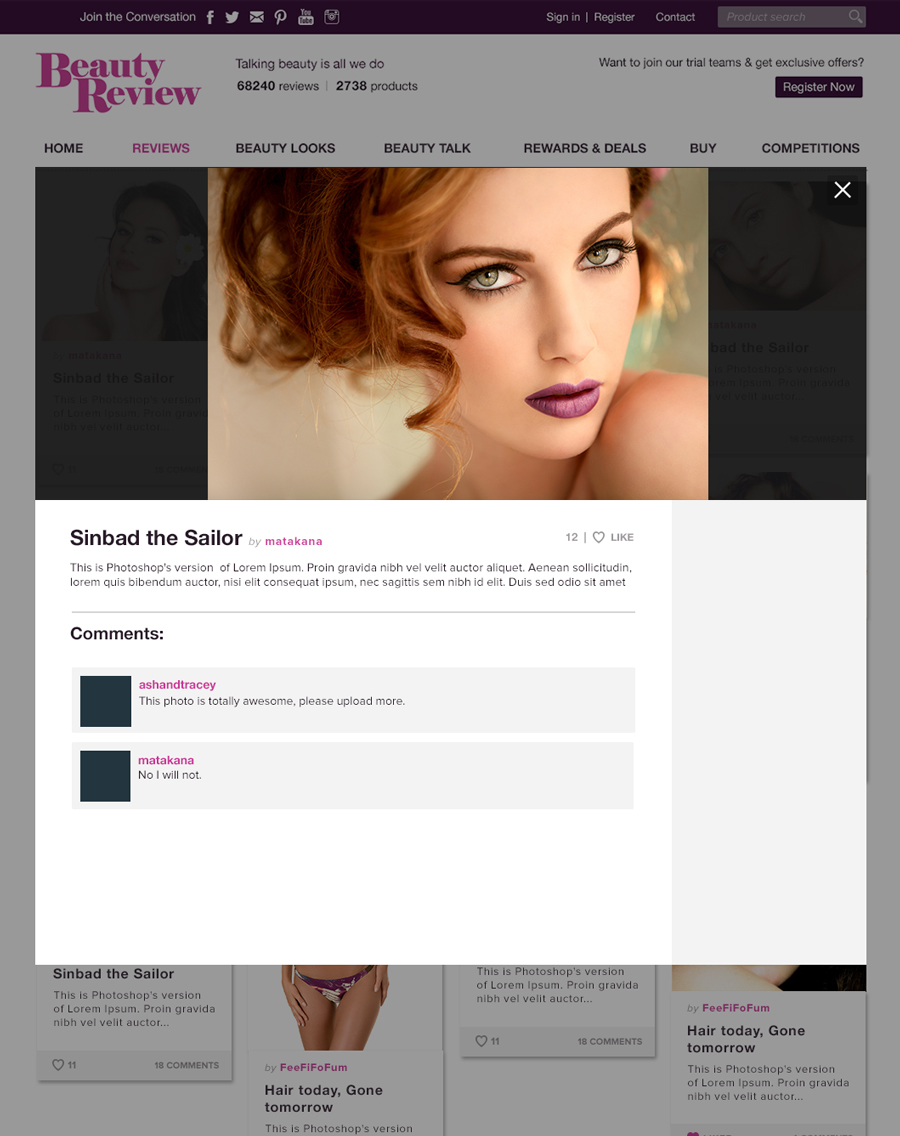 Join the Conversation
You
Tube
Sign in | Register
Contact
Product search
Beauty
Review
Talking beauty is all we do
68240 reviews | 2738 products
Want to join our trial teams & get exclusive offers?
Register Now
HOME
REVIEWS
BEAUTY LOOKS
BEAUTY TALK
REWARDS & DEALS
BUY
COMPETITIONS
by matakana
Sinbad the Sailor
This is Photoshop's version
of Lorem Ipsum. Proin gravida
nibh vel velit auctor...
11
18 COMMENTS
matakana
bad the Sailor
is Photoshop's version
rem Ipsum. Proin gravida
vel velit auctor...
18 COMMENTS
Sinbad the Sailor by matakana
12 | LIKE
This is Photoshop's version of Lorem Ipsum. Proin gravida nibh vel velit auctor aliquet. Aenean sollicitudin,
lorem quis bibendum auctor, nisi elit consequat ipsum, nec sagittis sem nibh id elit. Duis sed odio sit amet
Comments:
ashandtracey
This photo is totally awesome, please upload more.
matakana
No I will not.
Sinbad the Sailor
This is Photoshop's version
of Lorem Ipsum. Proin gravida
nibh vel velit auctor...
11
18 COMMENTS
by FeeFiFoFum
Hair today, Gone
tomorrow
This is Photoshop's version
This is Photoshop's version
of Lorem Ipsum. Proin gravida
nibh vel velit auctor...
11
18 COMMENTS
by FeeFiFoFum
Hair today, Gone
tomorrow
This is Photoshop's version
of Lorem Ipsum. Proin gravida
nibh vel velit auctor...